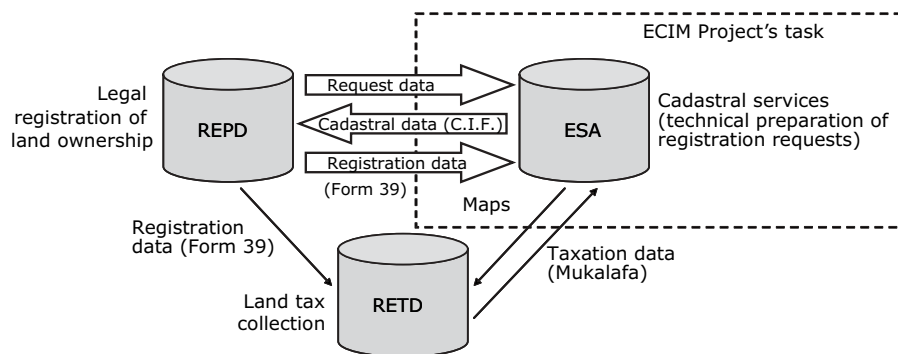 ECIM Project's task
Request data
Legal
registration of
land ownership
REPD
Cadastral data (C.I.F.)
ESA
Cadastral services
(technical preparation of
registration requests)
Registration data
(Form 39)
Maps
Registration
data (Form 39)
Taxation data
(Mukalafa)
Land tax
collection
RETD